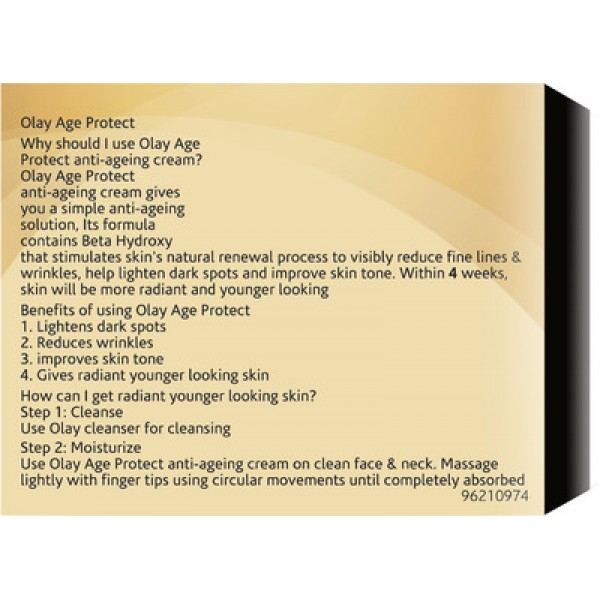 Olay Age Protect
Why should I use Olay Age
Protect anti-ageing cream?
Olay Age Protect
anti-ageing cream gives
you a simple anti-ageing
solution, Its formula
contains Beta Hydroxy
that stimulates skin's natural renewal process to visibly reduce fine lines &
wrinkles, help lighten dark spots and improve skin tone. Within 4 weeks,
skin will be more radiant and younger looking
Benefits of using Olay Age Protect
1. Lightens dark spots
2. Reduces wrinkles
3. improves skin tone
4. Gives radiant younger looking skin
How can I get radiant younger looking skin?
Step 1: Cleanse
Use Olay cleanser for cleansing
Step 2: Moisturize
Use Olay Age Protect anti-ageing cream on clean face & neck. Massage
lightly with finger tips using circular movements until completely absorbed
96210974